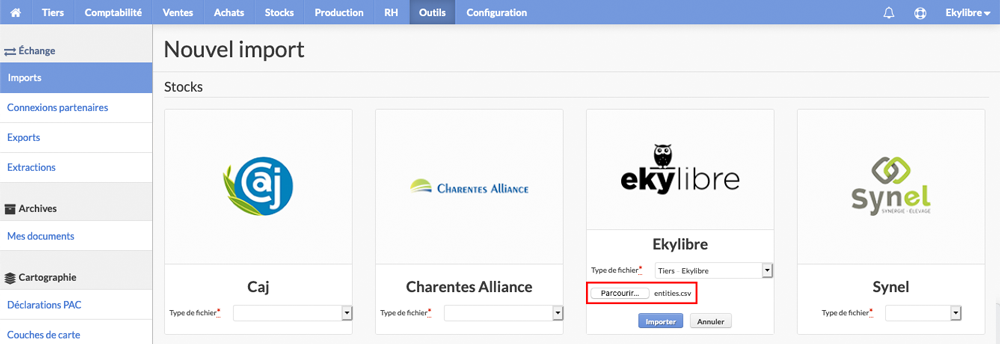 Tiers Comptabilité Ventes Achats Stocks Production RH Outils Configuration Ekylibre
Échange
Imports
Connexions partenaires
Exports
Extractions
Archives
Mes documents
Cartographie
Déclarations PAC
Couches de carte
Nouvel import
Stocks
Caj
Caj
Type de fichier*
CHARENTES ALLIANCE
Charentes Alliance
Type de fichier*
ekylibre
Ekylibre
Type de fichier* Tiers - Ekylibre
Parcourir... entities.csv
Importer Annuler
Synel
SYNERGIE - ÉLEVAGE
Synel
Type de fichier*